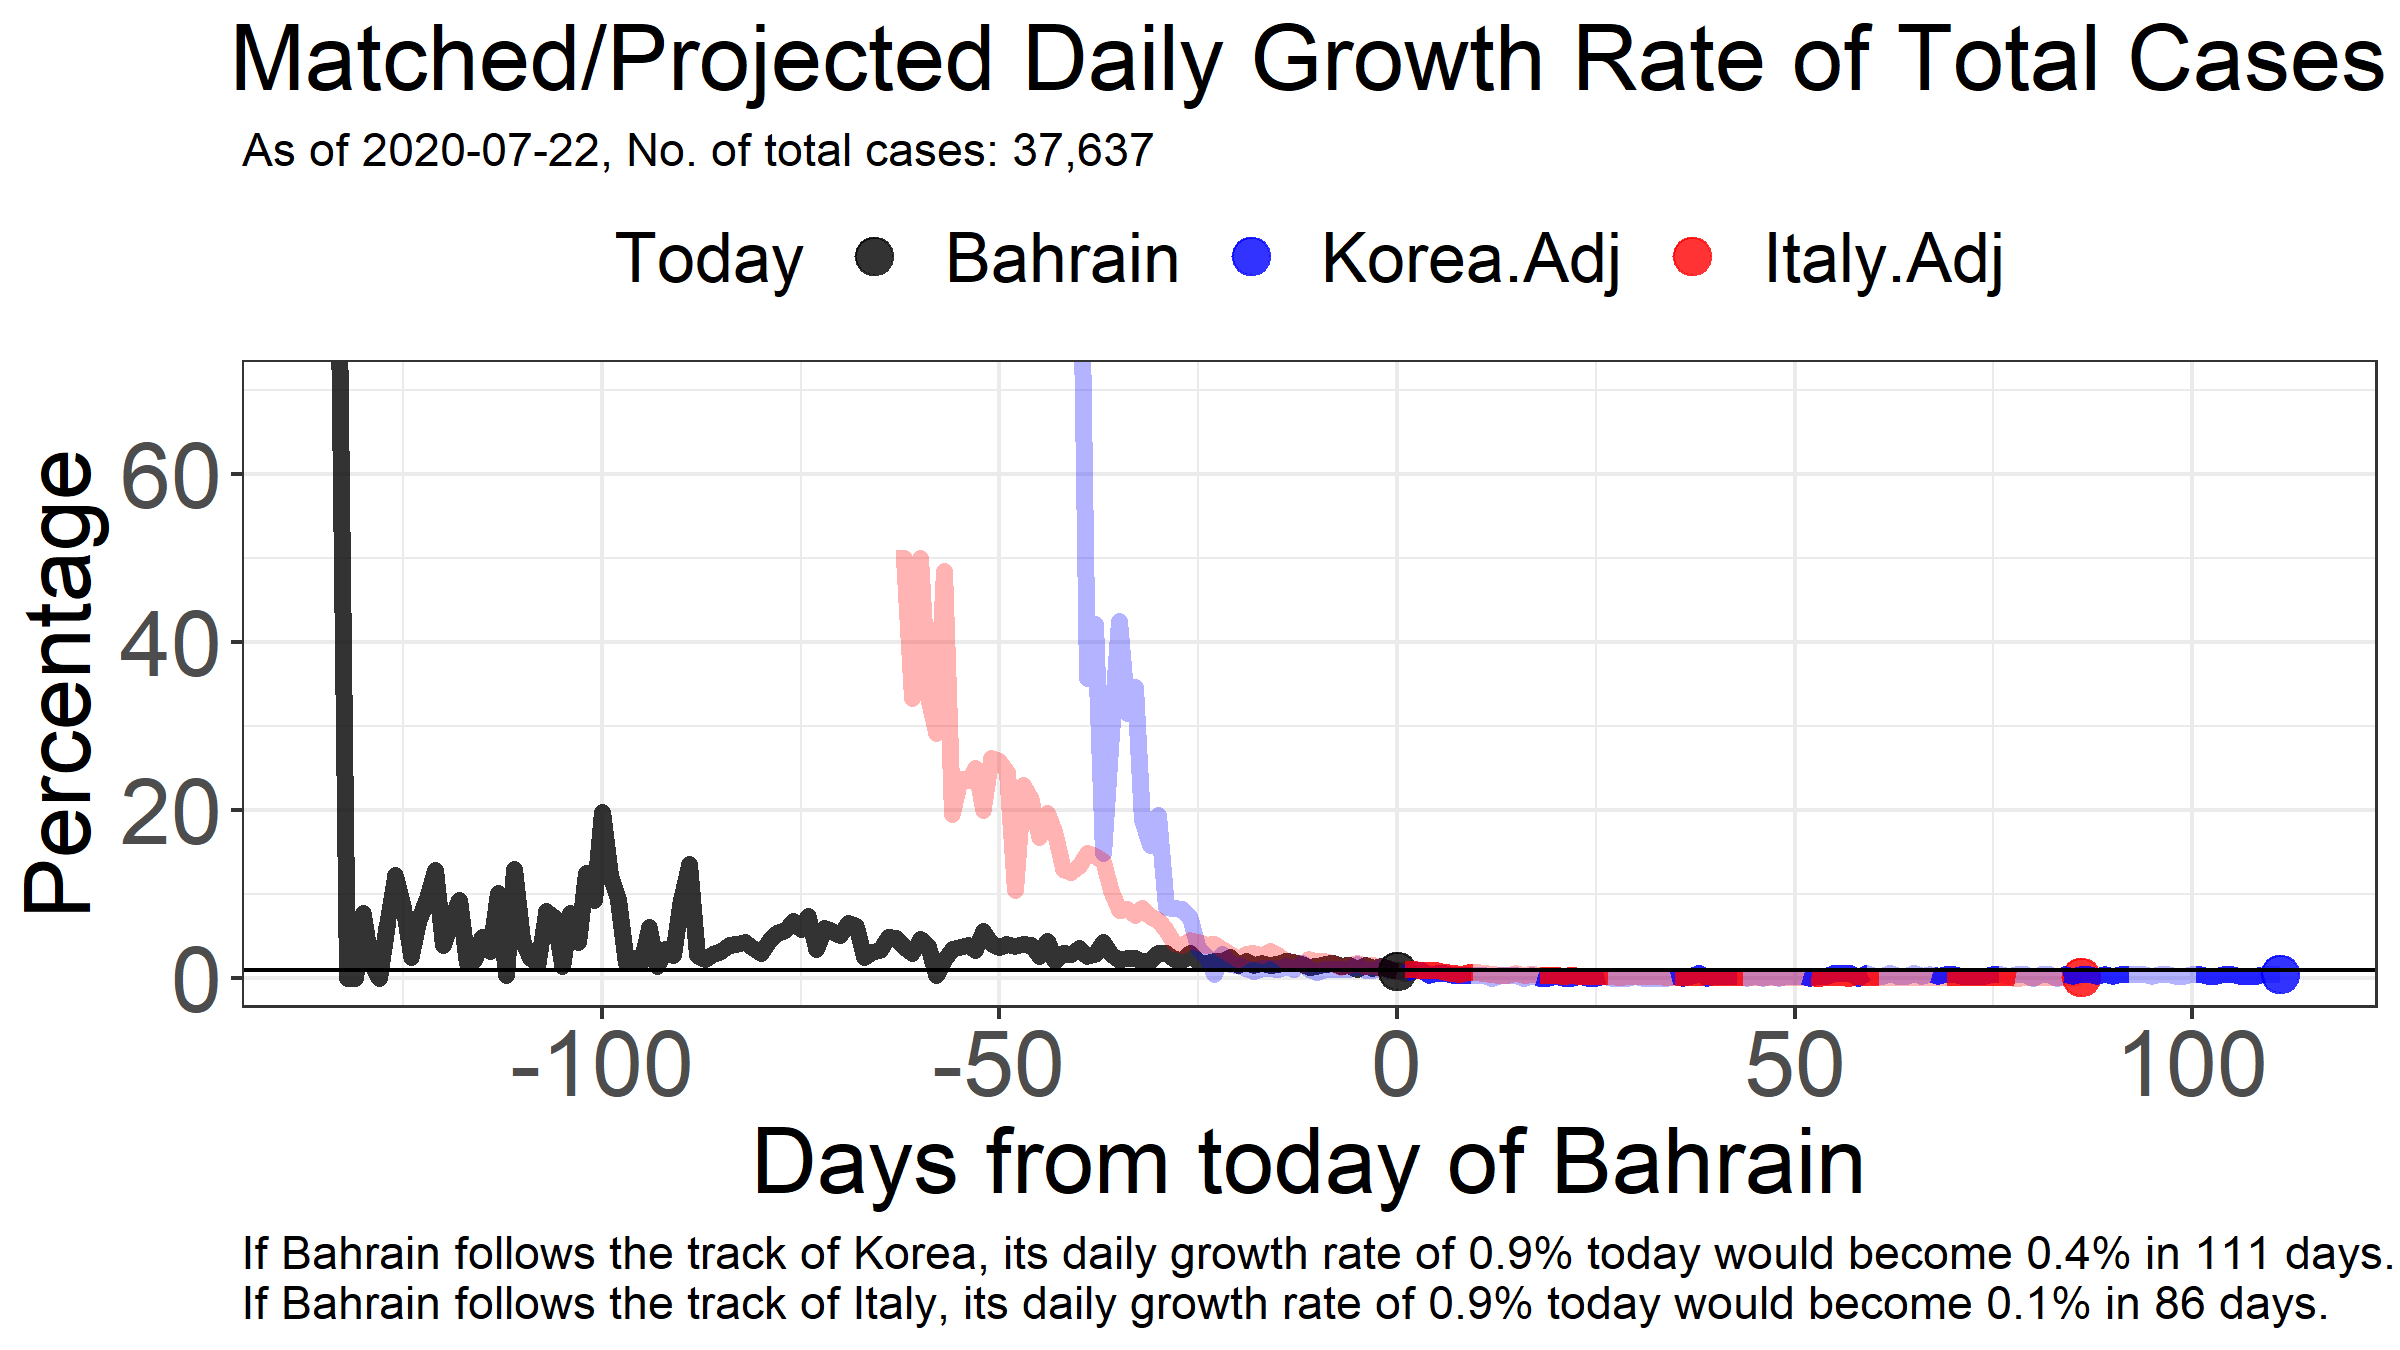 Matched/Projected Daily Growth Rate of Total Cases
As of 2020-07-22, No. of total cases: 37,637
Today Bahrain Korea.Adj Italy.Adj
Percentage
60
40
20
0
-100 -50 0 50 100
Days from today of Bahrain
If Bahrain follows the track of Korea, its daily growth rate of 0.9% today would become 0.4% in 111 days.
If Bahrain follows the track of Italy, its daily growth rate of 0.9% today would become 0.1% in 86 days.